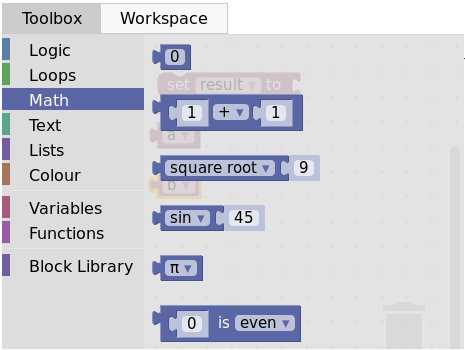 Toolbox Workspace
Logic
Loops
Math
Text
Lists
Colour
Variables
Functions
Block Library
0
set result to
1 + 1
a
square root 9
b
sin 45
π
0 is even